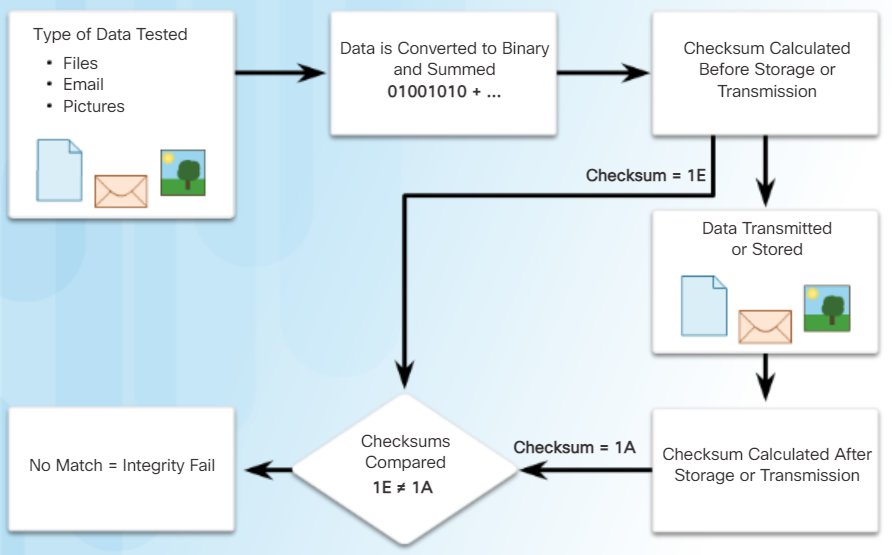 Type of Data Tested
• Files
• Email
• Pictures
Data is Converted to Binary
and Summed
01001010 + ...
Checksum Calculated
Before Storage or
Transmission
Checksum = 1E
Data Transmitted
or Stored
Checksum Calculated After
Storage or Transmission
Checksum = 1A
Checksums
Compared
1E ≠ 1A
No Match = Integrity Fail